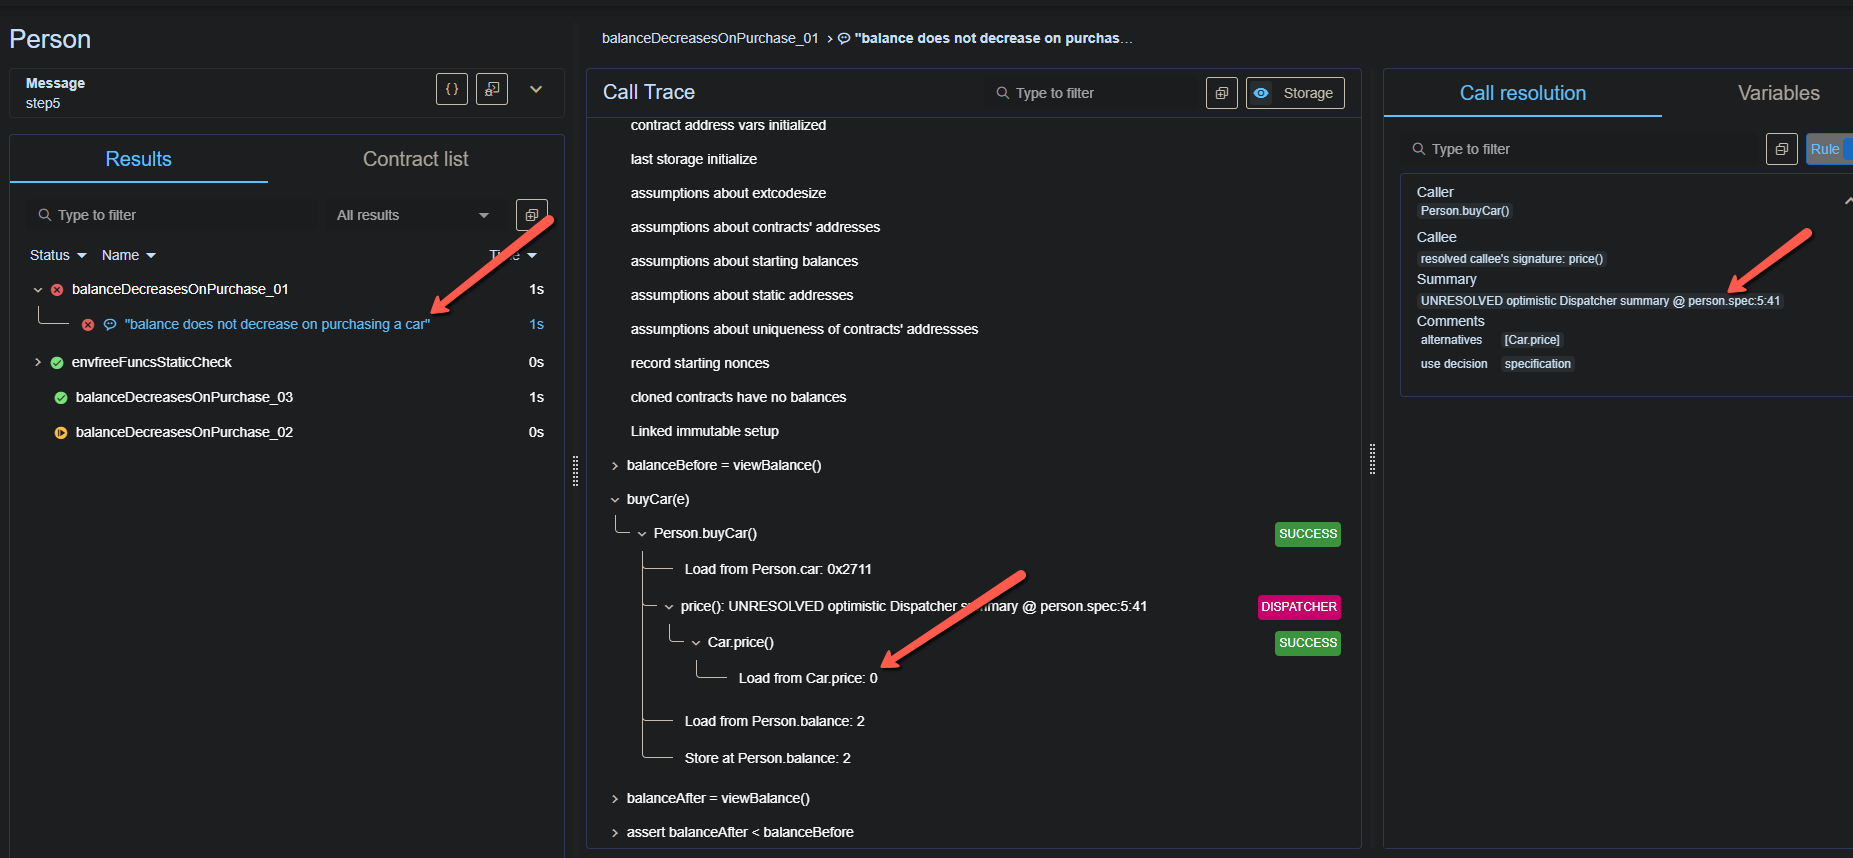 Person
Message
step5
{ }
Results
Contract list
Type to filter
All results
Status
Name
balanceDecreasesOnPurchase_01
1s
"balance does not decrease on purchasing a car"
1s
envfreeFuncsStaticCheck
0s
balanceDecreasesOnPurchase_03
1s
balanceDecreasesOnPurchase_02
0s
balanceDecreasesOnPurchase_01 › "balance does not decrease on purchas…
Call Trace
Type to filter
Storage
contract address vars initialized
last storage initialize
assumptions about extcodesize
assumptions about contracts' addresses
assumptions about starting balances
assumptions about static addresses
assumptions about uniqueness of contracts' addressses
record starting nonces
cloned contracts have no balances
Linked immutable setup
balanceBefore = viewBalance()
buyCar(e)
Person.buyCar()
SUCCESS
Load from Person.car: 0x2711
price(): UNRESOLVED optimistic Dispatcher summary @ person.spec:5:41
DISPATCHER
Car.price()
SUCCESS
Load from Car.price: 0
Load from Person.balance: 2
Store at Person.balance: 2
balanceAfter = viewBalance()
assert balanceAfter < balanceBefore
Call resolution
Variables
Type to filter
Rule
Caller
Person.buyCar()
Callee
resolved callee's signature: price()
Summary
UNRESOLVED optimistic Dispatcher summary @ person.spec:5:41
Comments
alternatives [Car.price]
use decision specification